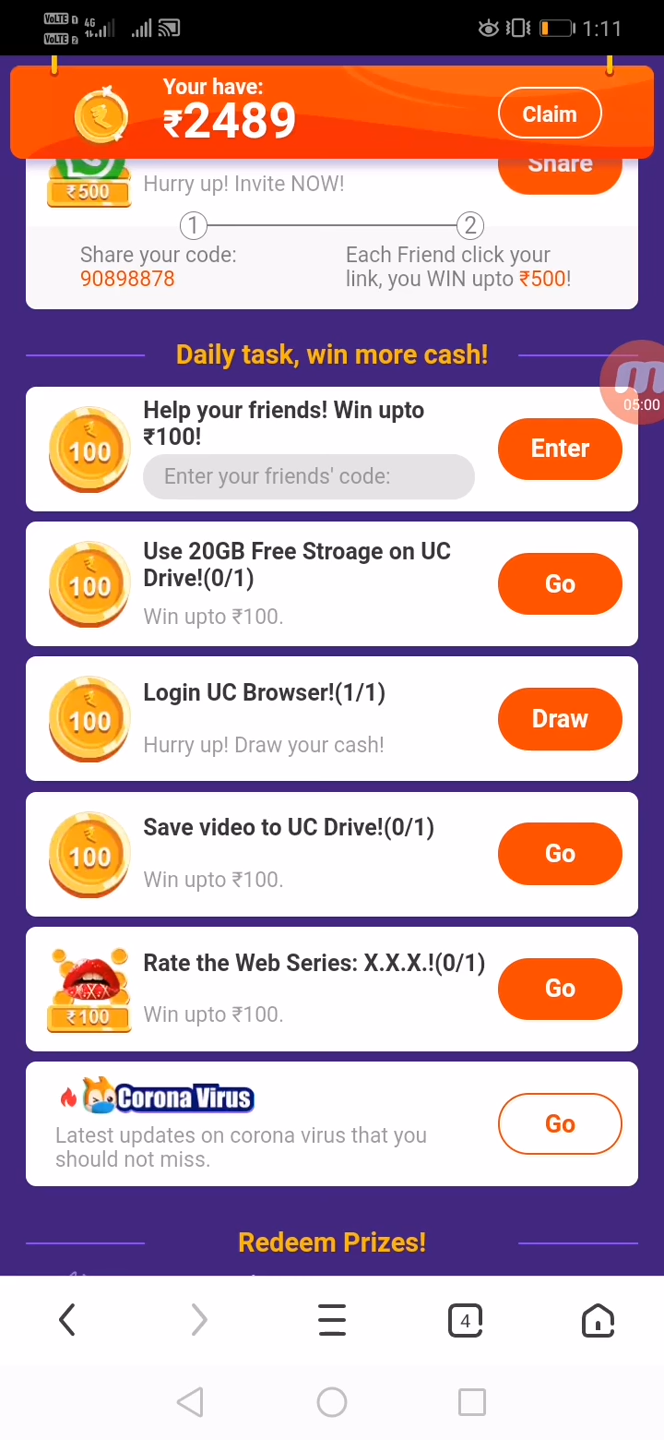 VoLTE 1
VoLTE 2
4G
1:11
Your have:
₹2489
Claim
₹500
Hurry up! Invite NOW!
Share
1
2
Share your code:
90898878
Each Friend click your
link, you WIN upto ₹500!
Daily task, win more cash!
05:00
100
Help your friends! Win upto
₹100!
Enter your friends' code:
Enter
100
Use 20GB Free Stroage on UC
Drive!(0/1)
Win upto ₹100.
Go
100
Login UC Browser!(1/1)
Hurry up! Draw your cash!
Draw
100
Save video to UC Drive!(0/1)
Win upto ₹100.
Go
₹100
Rate the Web Series: X.X.X.!(0/1)
Win upto ₹100.
Go
Corona Virus
Latest updates on corona virus that you
should not miss.
Go
Redeem Prizes!
4